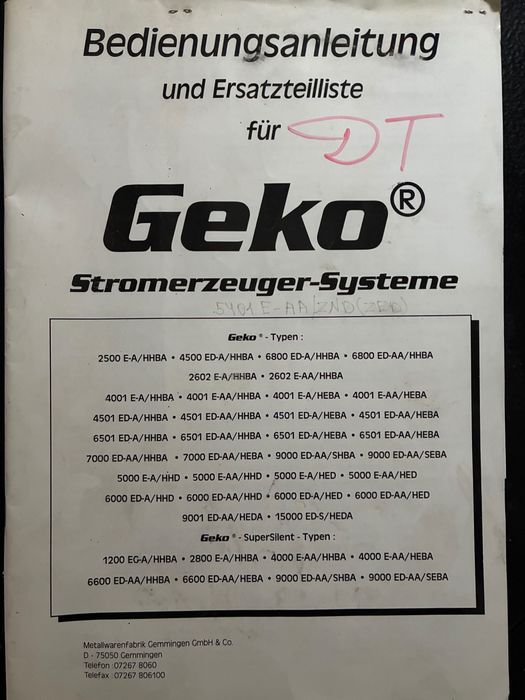 Bedienungsanleitung
und Ersatzteilliste
für DT
Geko®
Stromerzeuger-Systeme
5401 E-AA/ZND(ZED)
Geko® - Typen :
2500 E-A/HHBA • 4500 ED-A/HHBA • 6800 ED-A/HHBA • 6800 ED-AA/HHBA
2602 E-A/HHBA • 2602 E-AA/HHBA
4001 E-A/HHBA • 4001 E-AA/HHBA • 4001 E-A/HEBA • 4001 E-AA/HEBA
4501 ED-A/HHBA • 4501 ED-AA/HHBA • 4501 ED-A/HEBA • 4501 ED-AA/HEBA
6501 ED-A/HHBA • 6501 ED-AA/HHBA • 6501 ED-A/HEBA • 6501 ED-AA/HEBA
7000 ED-AA/HHBA • 7000 ED-AA/HEBA • 9000 ED-AA/SHBA • 9000 ED-AA/SEBA
5000 E-A/HHD • 5000 E-AA/HHD • 5000 E-A/HED • 5000 E-AA/HED
6000 ED-A/HHD • 6000 ED-AA/HHD • 6000 ED-A/HED • 6000 ED-AA/HED
9001 ED-AA/HEDA • 15000 ED-S/HEDA
Geko® - SuperSilent - Typen :
1200 EG-A/HHBA • 2800 E-A/HHBA • 4000 E-AA/HHBA • 4000 E-AA/HEBA
6600 ED-AA/HHBA • 6600 ED-AA/HEBA • 9000 ED-AA/SHBA • 9000 ED-AA/SEBA
Metallwarenfabrik Gemmingen GmbH & Co.
D - 75050 Gemmingen
Telefon :07267 8060
Telefax :07267 806100